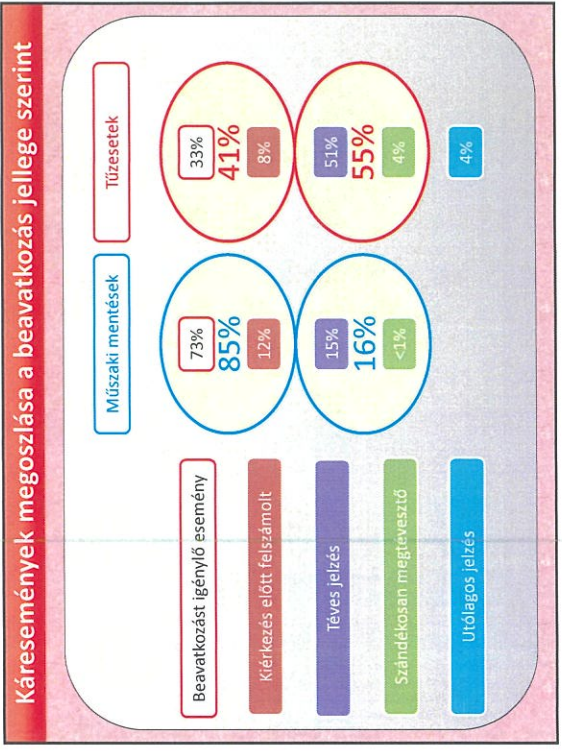 Káresemények megoszlása a beavatkozás jellege szerint
Műszaki mentések
Tűzesetek
Beavatkozást igénylő esemény
73%
33%
85%
41%
Kiérkezés előtt felszámolt
12%
8%
Téves jelzés
15%
51%
16%
55%
Szándékosan megtevesztő
<1%
4%
Utólagos jelzés
4%